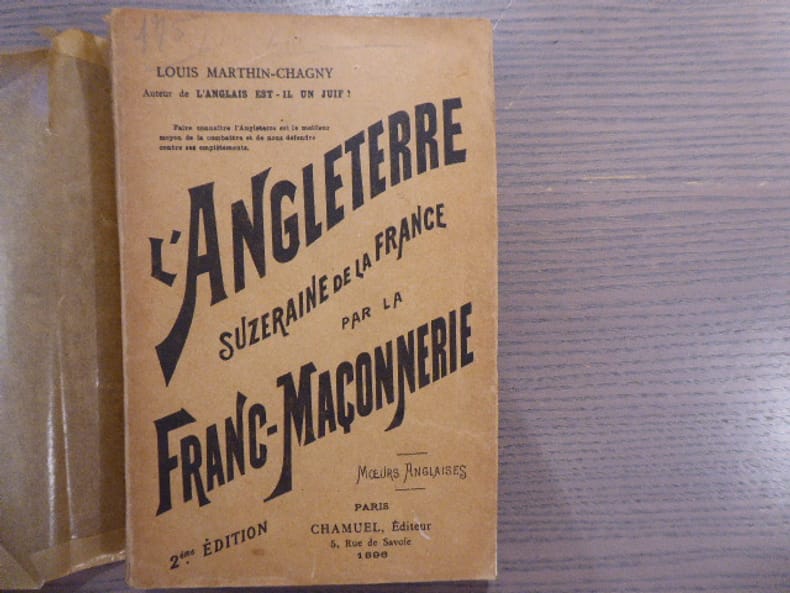 LOUIS MARTHIN-CHAGNY
Auteur de L'ANGLAIS EST-IL UN JUIF?
Faire connaître l'Angleterre est le meilleur
moyen de la combattre et de nous défendre
contre ses empiètements.
L'ANGLETERRE
SUZERAINE DE LA FRANCE
PAR LA
FRANC-MAÇONNERIE
MŒURS ANGLAISES
2ème ÉDITION
PARIS
CHAMUEL, Éditeur
5, Rue de Savoie
1896